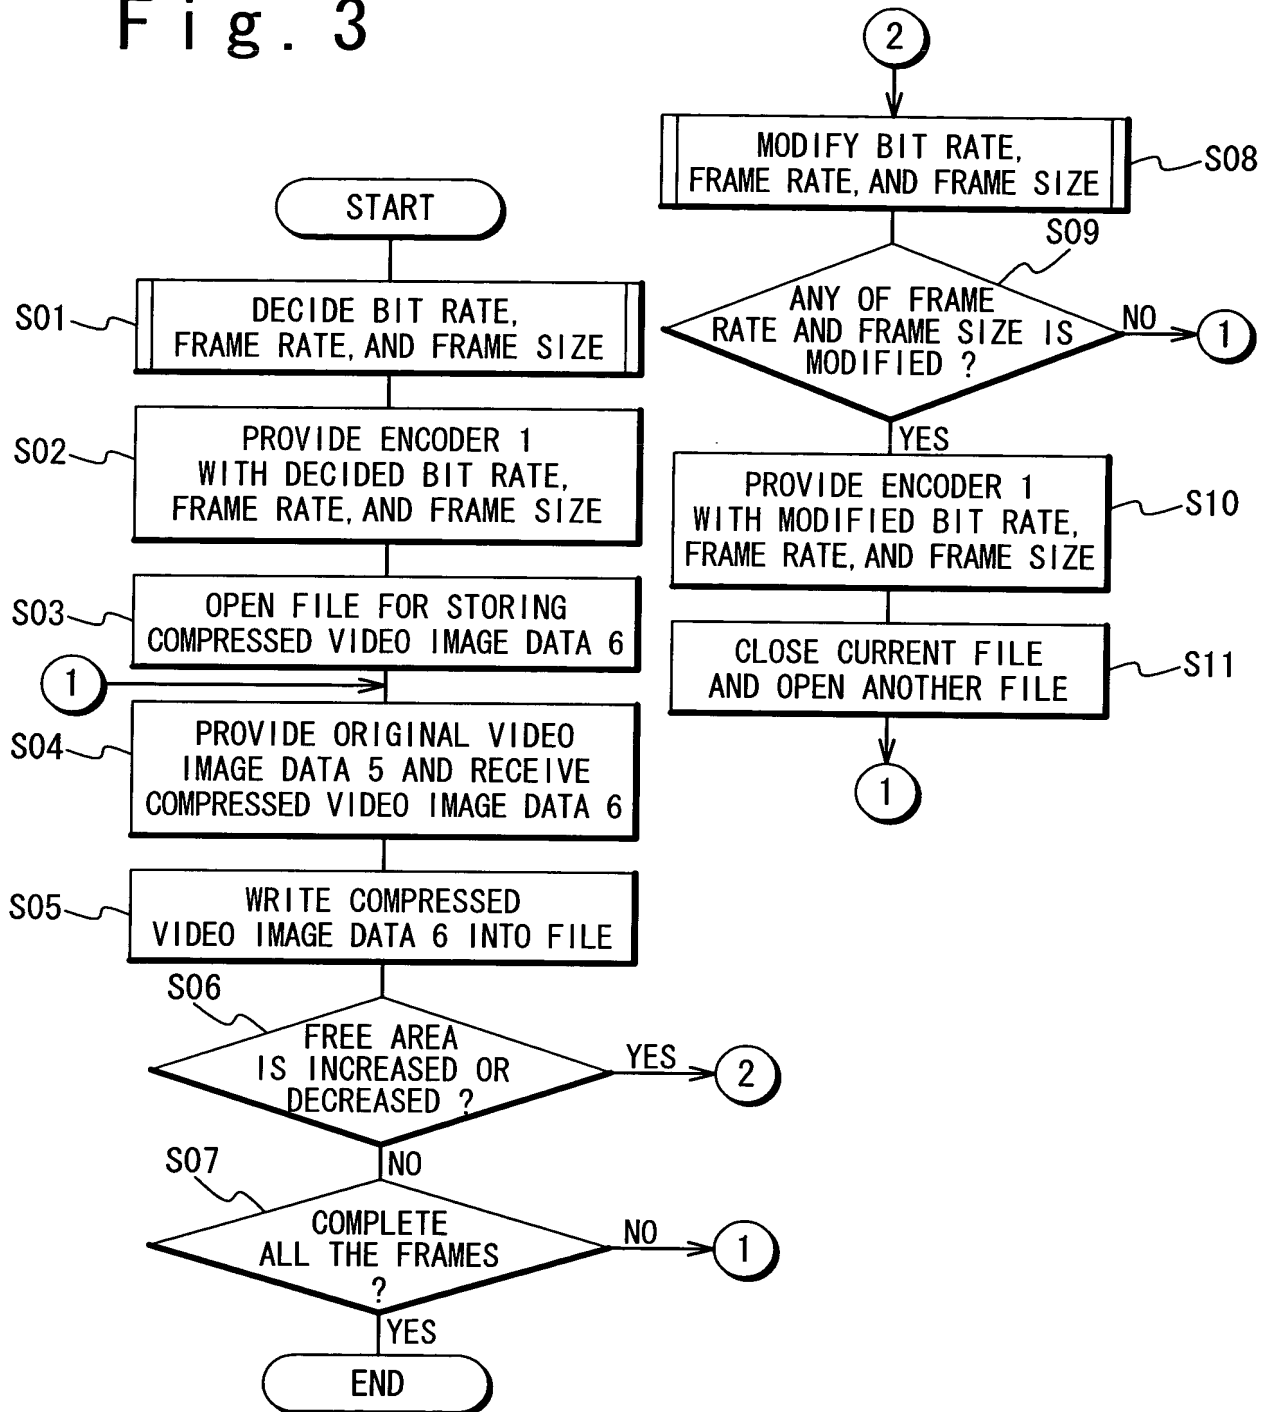 Fig. 3
START
S01
DECIDE BIT RATE,
FRAME RATE, AND FRAME SIZE
S02
PROVIDE ENCODER 1
WITH DECIDED BIT RATE,
FRAME RATE, AND FRAME SIZE
S03
OPEN FILE FOR STORING
COMPRESSED VIDEO IMAGE DATA 6
1
S04
PROVIDE ORIGINAL VIDEO
IMAGE DATA 5 AND RECEIVE
COMPRESSED VIDEO IMAGE DATA 6
S05
WRITE COMPRESSED
VIDEO IMAGE DATA 6 INTO FILE
S06
FREE AREA
IS INCREASED OR
DECREASED ?
YES
2
NO
S07
COMPLETE
ALL THE FRAMES
?
NO
1
YES
END
2
MODIFY BIT RATE,
FRAME RATE, AND FRAME SIZE
S08
S09
ANY OF FRAME
RATE AND FRAME SIZE IS
MODIFIED ?
NO
1
YES
PROVIDE ENCODER 1
WITH MODIFIED BIT RATE,
FRAME RATE, AND FRAME SIZE
S10
CLOSE CURRENT FILE
AND OPEN ANOTHER FILE
S11
1